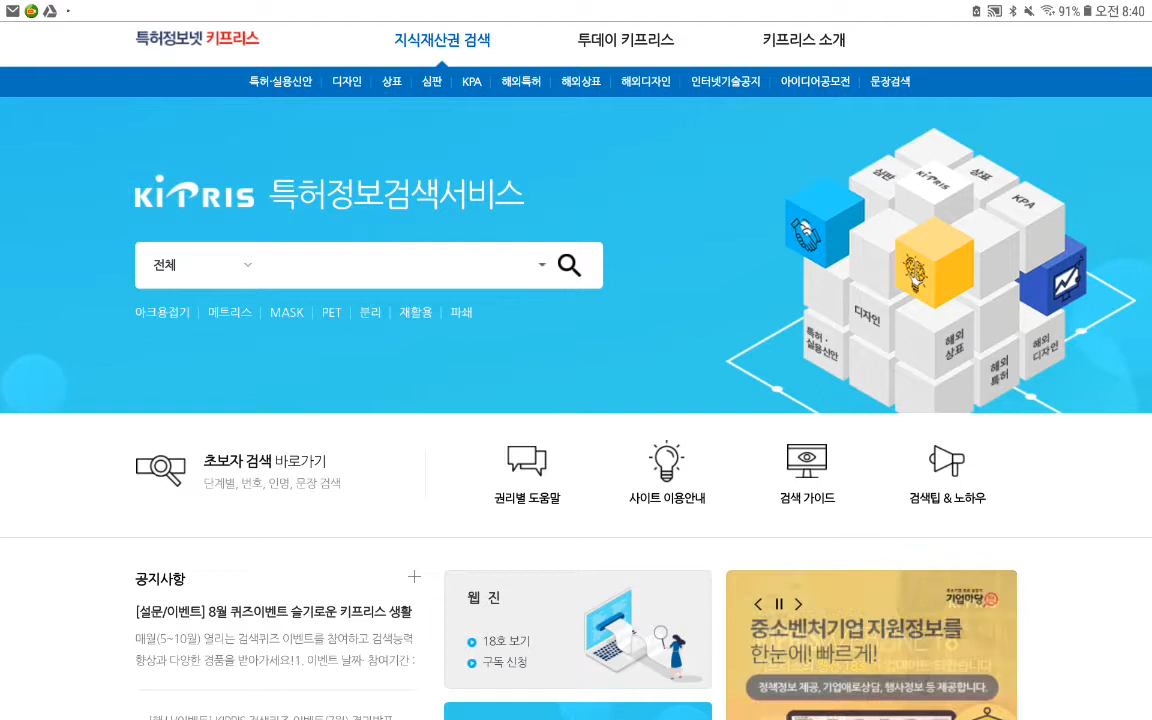 91% 오전 8:40
특허정보넷 키프리스
지식재산권 검색
투데이 키프리스
키프리스 소개
특허·실용신안 디자인 상표 심판 KPA 해외특허 해외상표 해외디자인 인터넷기술공지 아이디어공모전 문장검색
KIPRIS 특허정보검색서비스
전체
아크용접기 메트리스 MASK PET 분리 재활용 파쇄
심판
KIPRIS
상표
KPA
디자인
특허·
실용신안
해외
상표
해외
특허
해외
디자인
초보자 검색 바로가기
단계별, 번호, 인명, 문장 검색
권리별 도움말
사이트 이용안내
검색 가이드
검색팁 & 노하우
공지사항
[설문/이벤트] 8월 퀴즈이벤트 슬기로운 키프리스 생활
매월(5~10월) 열리는 검색퀴즈 이벤트를 참여하고 검색능력
향상과 다양한 경품을 받아가세요!1. 이벤트 날짜· 참여기간 :
웹 진
18호 보기
구독 신청
기업마당
중소벤처기업 지원정보를
한눈에! 빠르게!
정책정보 제공, 기업애로상담, 행사정보 등 제공합니다.